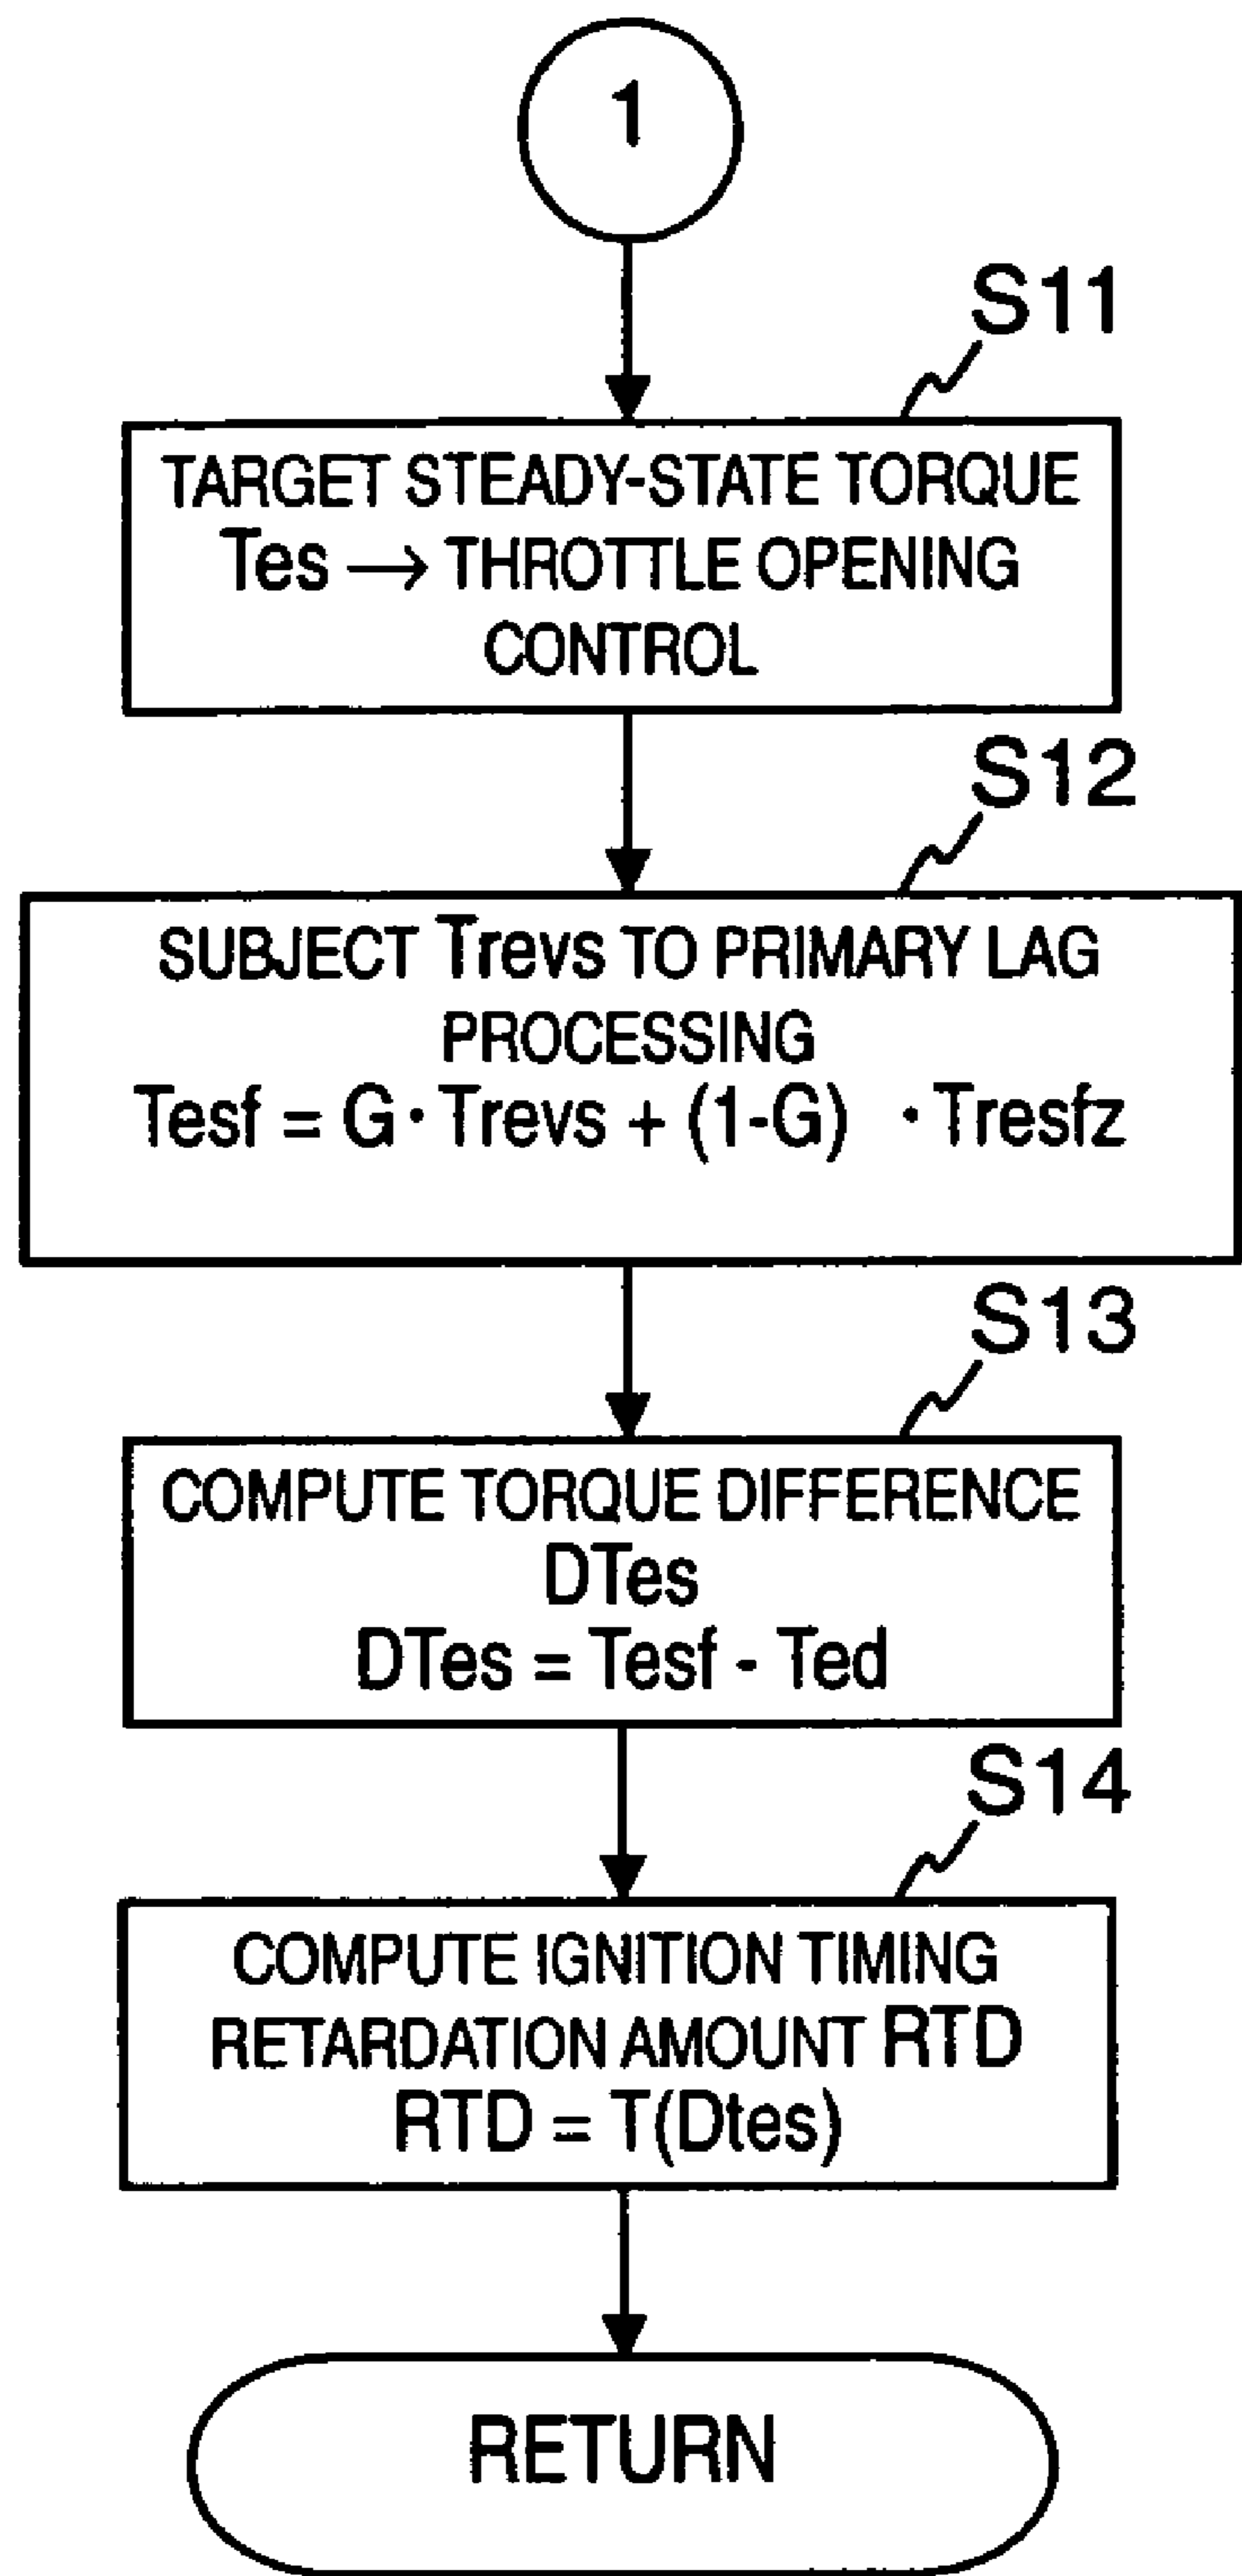 1
S11
TARGET STEADY-STATE TORQUE
Tes → THROTTLE OPENING
CONTROL
S12
SUBJECT Trevs TO PRIMARY LAG
PROCESSING
Tesf = G· Trevs + (1-G) ·Tresfz
S13
COMPUTE TORQUE DIFFERENCE
DTes
DTes = Tesf - Ted
S14
COMPUTE IGNITION TIMING
RETARDATION AMOUNT RTD
RTD = T(Dtes)
RETURN